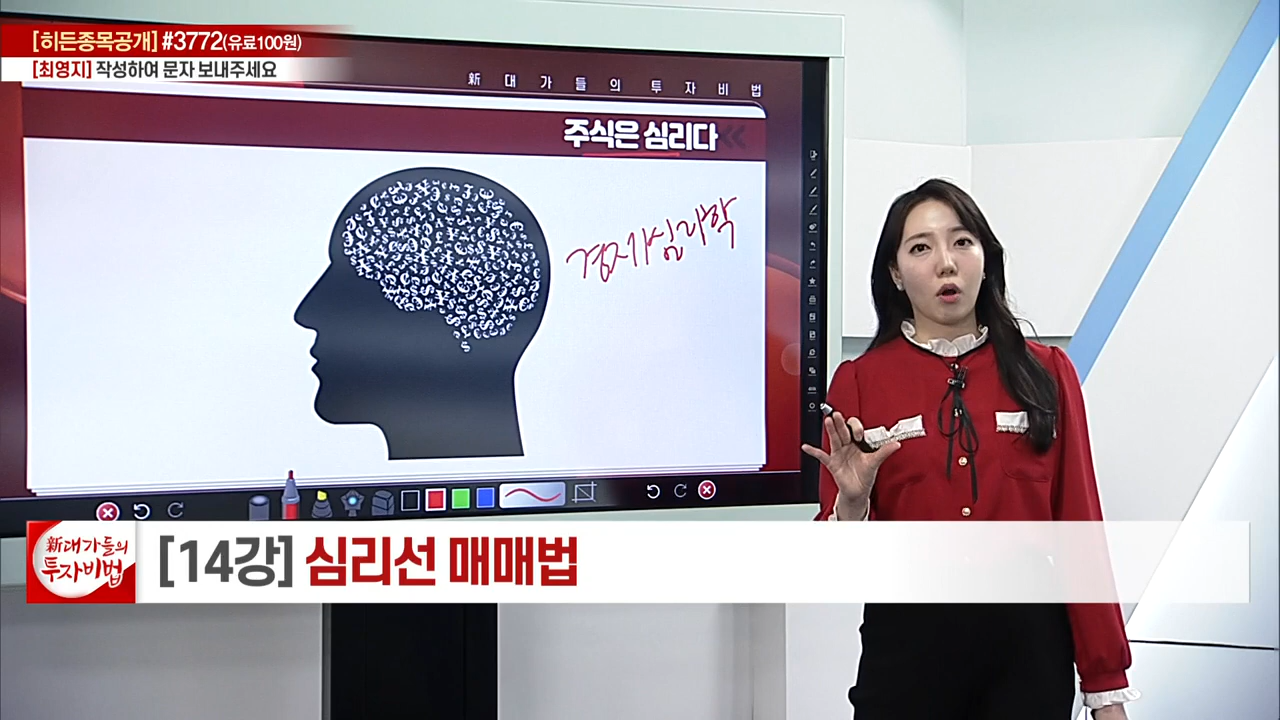 [히든종목공개] #3772(유료100원)
[최영지] 작성하여 문자 보내주세요
新 대 가 들 의 투 자 비 법
주식은 심리다
경제심리학
新대가들의
투자비법
[14강] 심리선 매매법